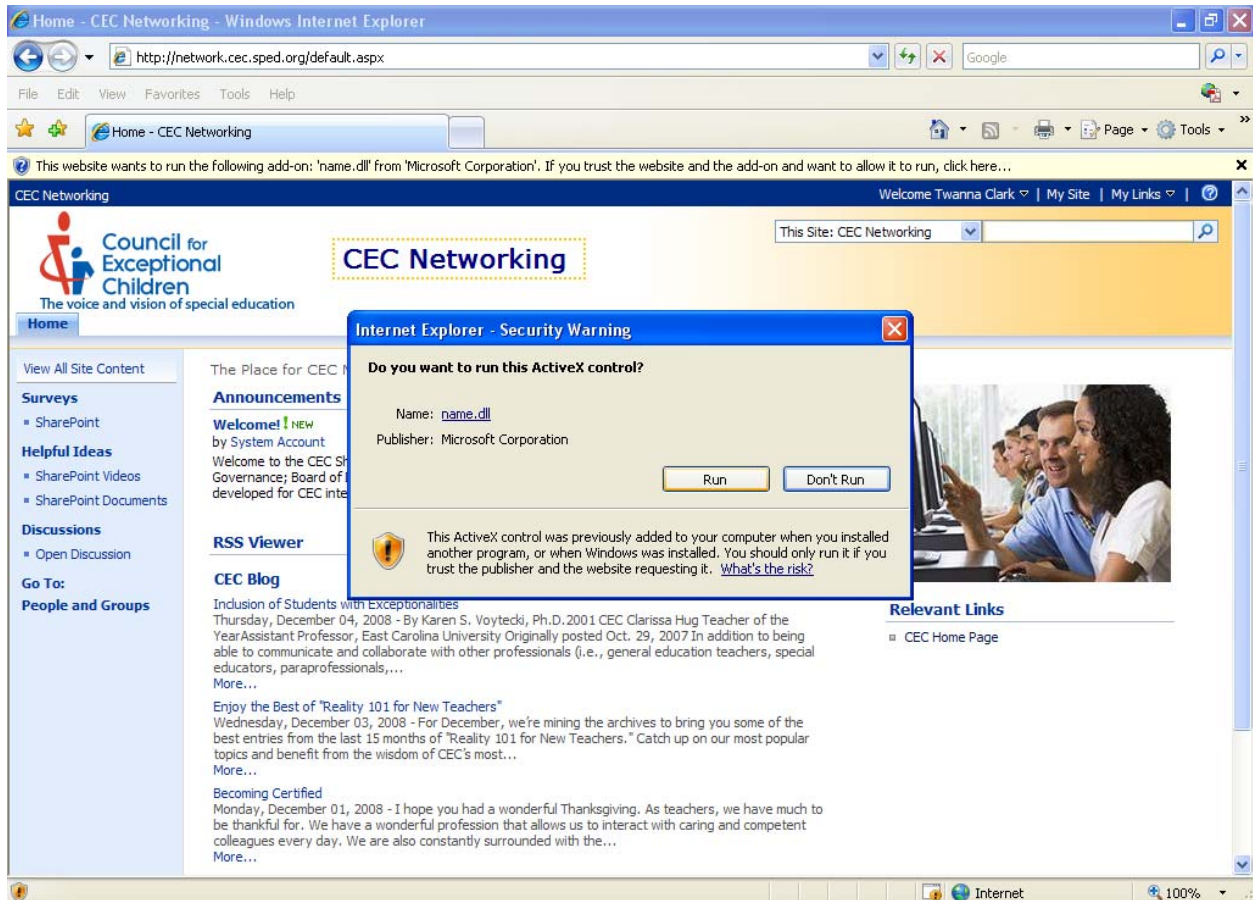 Home - CEC Networking - Windows Internet Explorer
http://network.cec.sped.org/default.aspx
Google
File Edit View Favorites Tools Help
Home - CEC Networking
Page Tools »
This website wants to run the following add-on: 'name.dll' from 'Microsoft Corporation'. If you trust the website and the add-on and want to allow it to run, click here...
CEC Networking
Welcome Twanna Clark | My Site | My Links |
Council for
Exceptional
Children
The voice and vision of special education
CEC Networking
This Site: CEC Networking
Home
Internet Explorer - Security Warning
Do you want to run this ActiveX control?
Name: name.dll
Publisher: Microsoft Corporation
Run Don't Run
This ActiveX control was previously added to your computer when you installed
another program, or when Windows was installed. You should only run it if you
trust the publisher and the website requesting it. What's the risk?
View All Site Content
Surveys
SharePoint
Helpful Ideas
SharePoint Videos
SharePoint Documents
Discussions
Open Discussion
Go To:
People and Groups
The Place for CEC
Announcements
Welcome! NEW
by System Account
Welcome to the CEC
Governance; Board of
developed for CEC
RSS Viewer
CEC Blog
Inclusion of Students with Exceptionalities
Thursday, December 04, 2008 - By Karen S. Voytecki, Ph.D.2001 CEC Clarissa Hug Teacher of the
YearAssistant Professor, East Carolina University Originally posted Oct. 29, 2007 In addition to being
able to communicate and collaborate with other professionals (i.e., general education teachers, special
educators, paraprofessionals,...
More...
Enjoy the Best of "Reality 101 for New Teachers"
Wednesday, December 03, 2008 - For December, we're mining the archives to bring you some of the
best entries from the last 15 months of "Reality 101 for New Teachers." Catch up on our most popular
topics and benefit from the wisdom of CEC's most...
More...
Becoming Certified
Monday, December 01, 2008 - I hope you had a wonderful Thanksgiving. As teachers, we have much to
be thankful for. We have a wonderful profession that allows us to interact with caring and competent
colleagues every day. We are also constantly surrounded with the...
More...
Relevant Links
CEC Home Page
Internet
100%